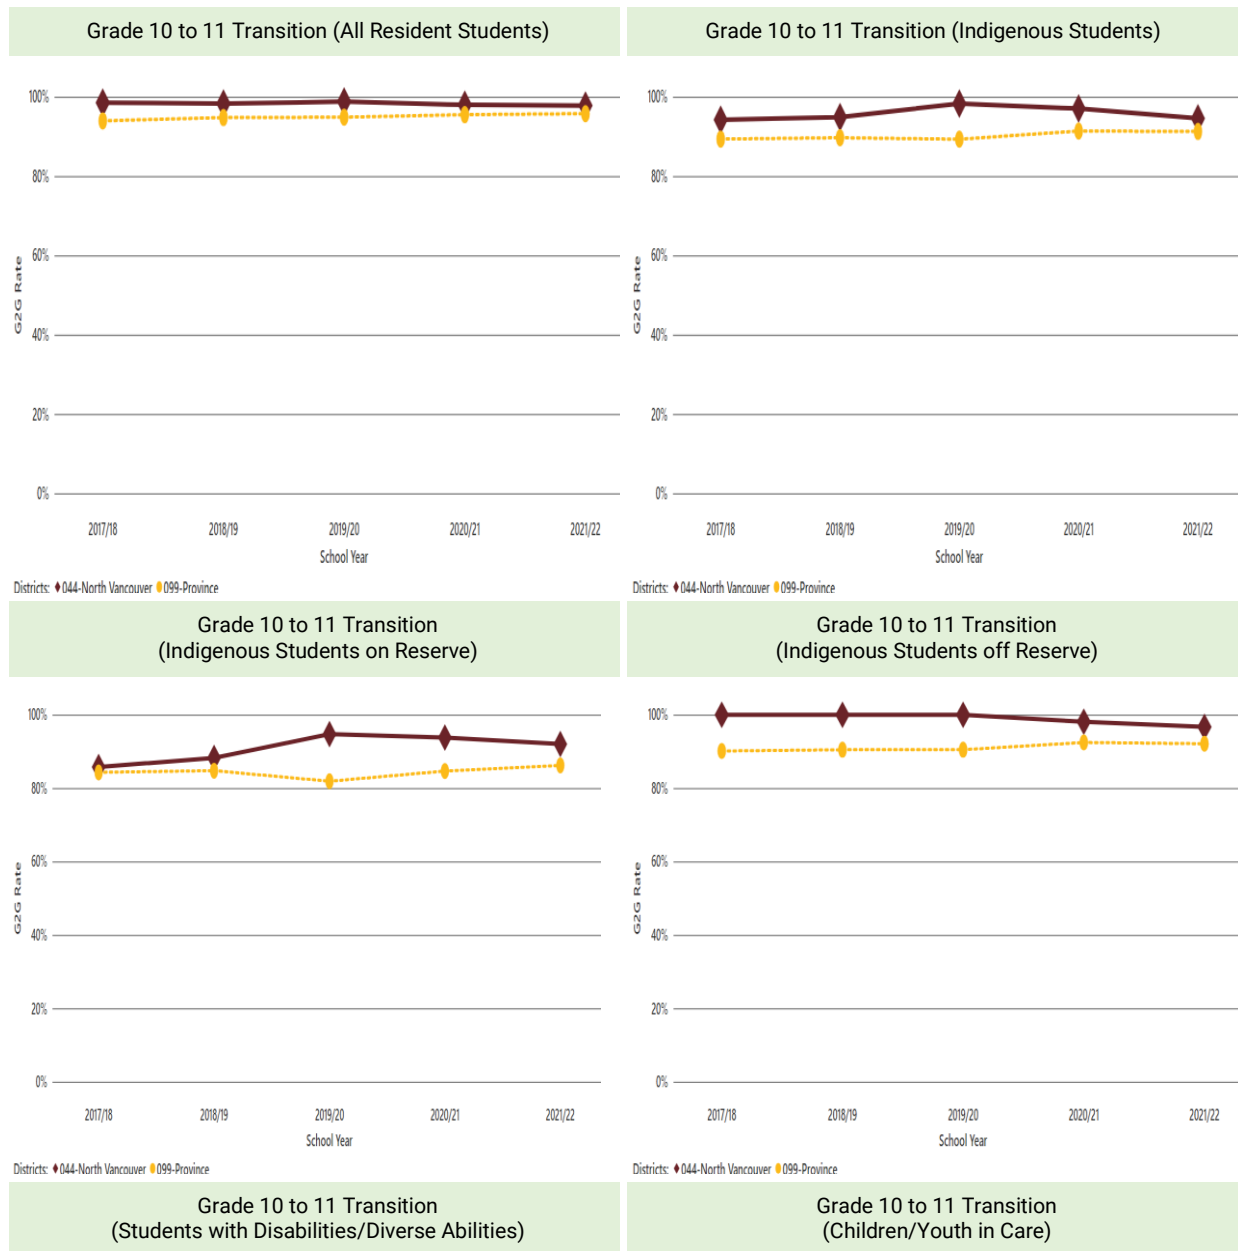 Grade 10 to 11 Transition (All Resident Students)
100%
80%
60%
40%
20%
0%
G2G Rate
2017/18 2018/19 2019/20 2020/21 2021/22
School Year
Districts: 044-North Vancouver 099-Province
Grade 10 to 11 Transition (Indigenous Students)
100%
80%
60%
40%
20%
0%
G2G Rate
2017/18 2018/19 2019/20 2020/21 2021/22
School Year
Districts: 044-North Vancouver 099-Province
Grade 10 to 11 Transition
(Indigenous Students on Reserve)
100%
80%
60%
40%
20%
0%
G2G Rate
2017/18 2018/19 2019/20 2020/21 2021/22
School Year
Districts: 044-North Vancouver 099-Province
Grade 10 to 11 Transition
(Indigenous Students off Reserve)
100%
80%
60%
40%
20%
0%
G2G Rate
2017/18 2018/19 2019/20 2020/21 2021/22
School Year
Districts: 044-North Vancouver 099-Province
Grade 10 to 11 Transition
(Students with Disabilities/Diverse Abilities)
Grade 10 to 11 Transition
(Children/Youth in Care)